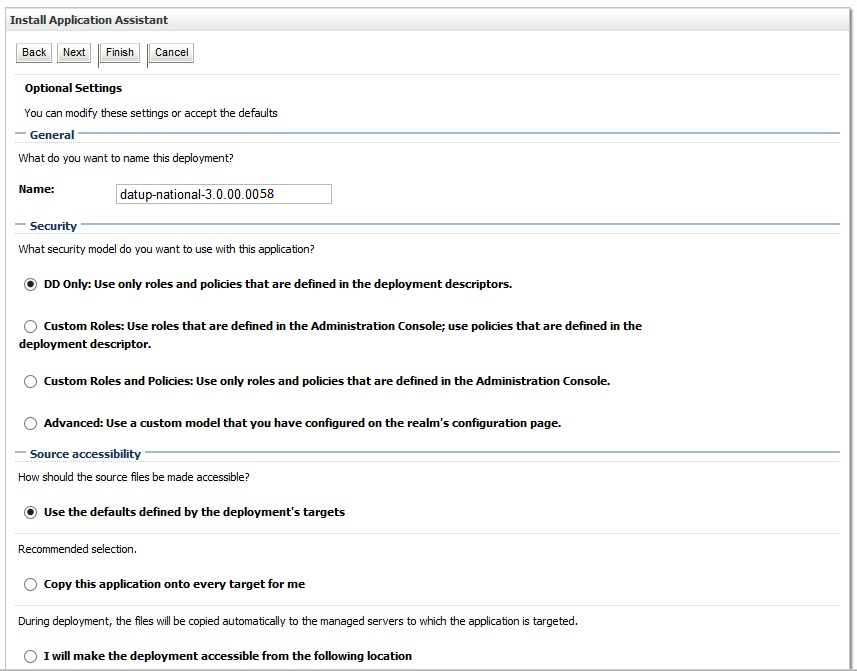 Install Application Assistant
Back Next Finish Cancel
Optional Settings
You can modify these settings or accept the defaults
General
What do you want to name this deployment?
Name: datup-national-3.0.00.0058
Security
What security model do you want to use with this application?
DD Only: Use only roles and policies that are defined in the deployment descriptors.
Custom Roles: Use roles that are defined in the Administration Console; use policies that are defined in the
deployment descriptor.
Custom Roles and Policies: Use only roles and policies that are defined in the Administration Console.
Advanced: Use a custom model that you have configured on the realm's configuration page.
Source accessibility
How should the source files be made accessible?
Use the defaults defined by the deployment's targets
Recommended selection.
Copy this application onto every target for me
During deployment, the files will be copied automatically to the managed servers to which the application is targeted.
I will make the deployment accessible from the following location